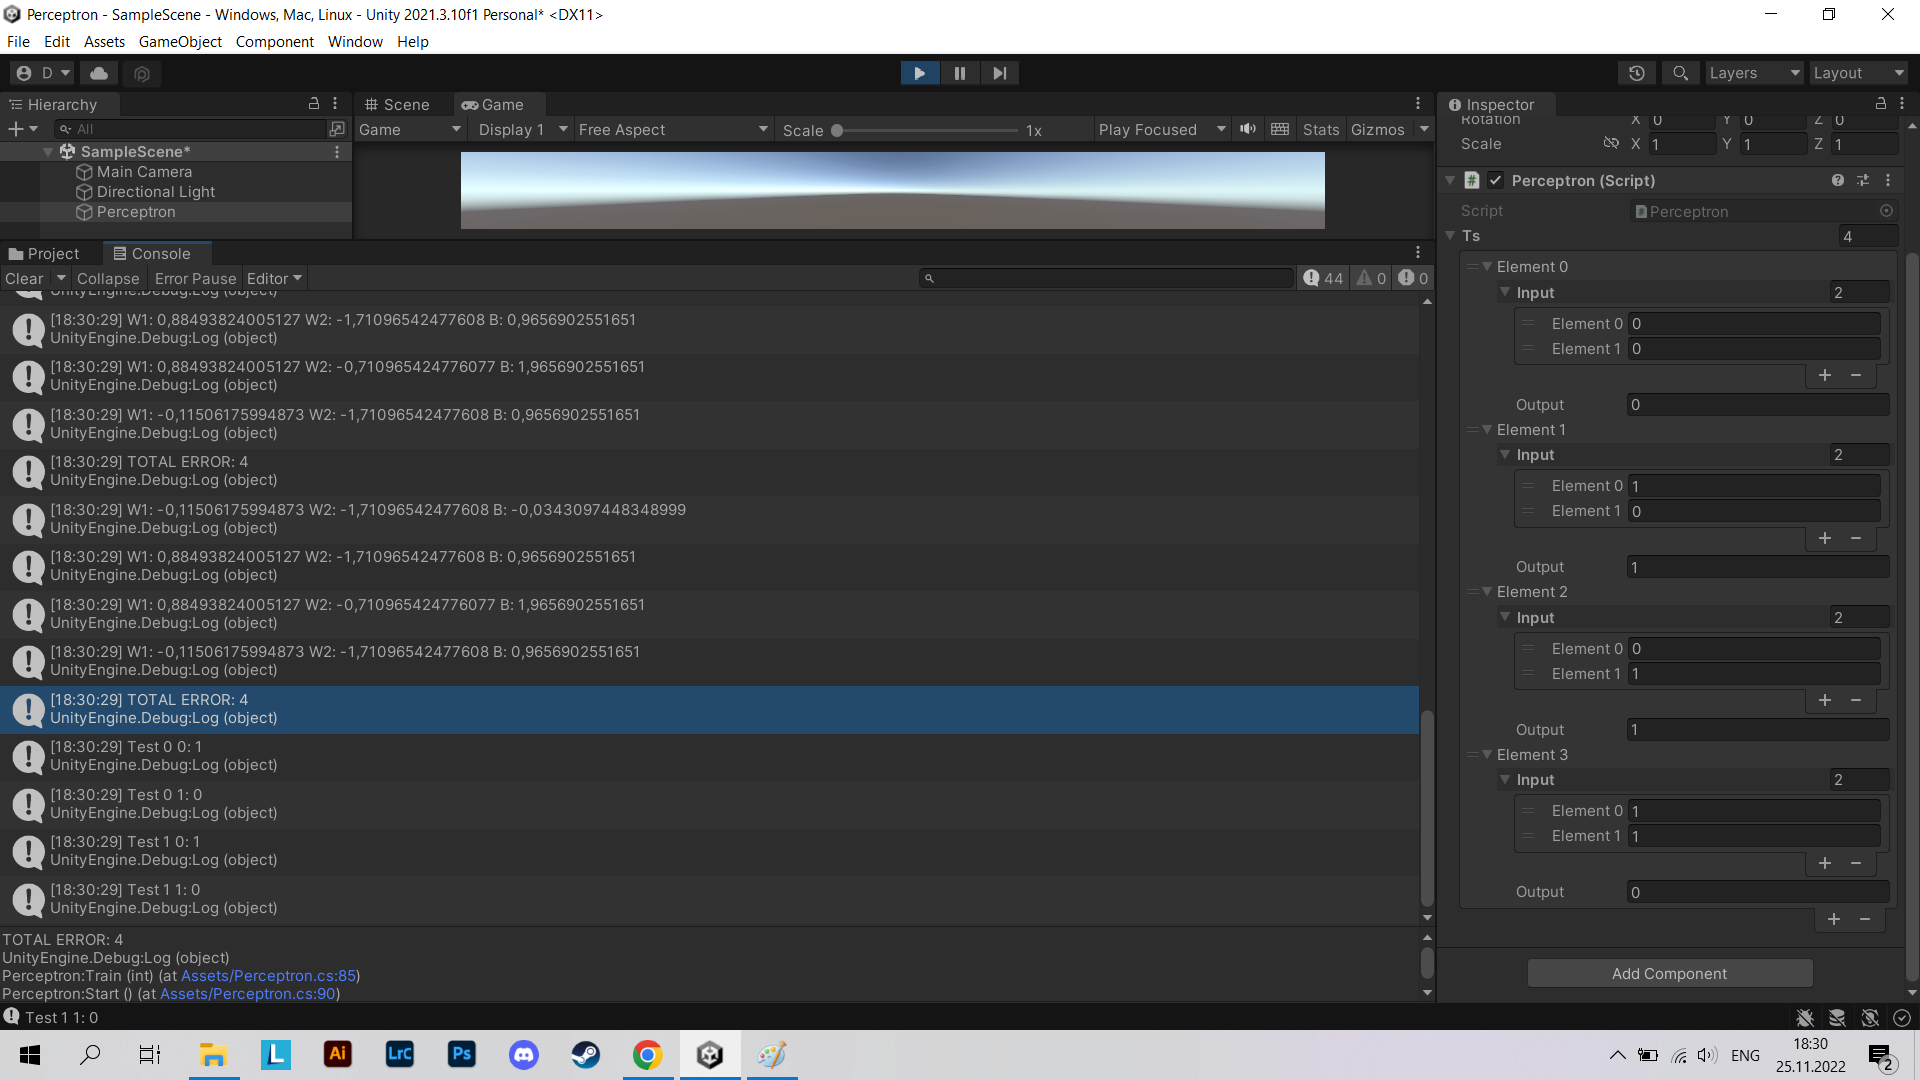 Perceptron - SampleScene - Windows, Mac, Linux - Unity 2021.3.10f1 Personal* <DX11>
File Edit Assets GameObject Component Window Help
D
Layers
Layout
Hierarchy
All
SampleScene*
Main Camera
Directional Light
Perceptron
Scene
Game
Game
Display 1
Free Aspect
Scale
1x
Play Focused
Stats
Gizmos
Project
Console
Clear
Collapse
Error Pause
Editor
44
0
0
UnityEngine.Debug:Log (object)
[18:30:29] W1: 0,88493824005127 W2: -1,71096542477608 B: 0,9656902551651
UnityEngine.Debug:Log (object)
[18:30:29] W1: 0,88493824005127 W2: -0,710965424776077 B: 1,9656902551651
UnityEngine.Debug:Log (object)
[18:30:29] W1: -0,11506175994873 W2: -1,71096542477608 B: 0,9656902551651
UnityEngine.Debug:Log (object)
[18:30:29] TOTAL ERROR: 4
UnityEngine.Debug:Log (object)
[18:30:29] W1: -0,11506175994873 W2: -1,71096542477608 B: -0,0343097448348999
UnityEngine.Debug:Log (object)
[18:30:29] W1: 0,88493824005127 W2: -1,71096542477608 B: 0,9656902551651
UnityEngine.Debug:Log (object)
[18:30:29] W1: 0,88493824005127 W2: -0,710965424776077 B: 1,9656902551651
UnityEngine.Debug:Log (object)
[18:30:29] W1: -0,11506175994873 W2: -1,71096542477608 B: 0,9656902551651
UnityEngine.Debug:Log (object)
[18:30:29] TOTAL ERROR: 4
UnityEngine.Debug:Log (object)
[18:30:29] Test 0 0: 1
UnityEngine.Debug:Log (object)
[18:30:29] Test 0 1: 0
UnityEngine.Debug:Log (object)
[18:30:29] Test 1 0: 1
UnityEngine.Debug:Log (object)
[18:30:29] Test 1 1: 0
UnityEngine.Debug:Log (object)
TOTAL ERROR: 4
UnityEngine.Debug:Log (object)
Perceptron:Train (int) (at Assets/Perceptron.cs:85)
Perceptron:Start () (at Assets/Perceptron.cs:90)
Test 1 1: 0
Inspector
Rotation X 0 Y 0 Z 0
Scale X 1 Y 1 Z 1
Perceptron (Script)
Script Perceptron
Ts 4
Element 0
Input 2
Element 0 0
Element 1 0
Output 0
Element 1
Input 2
Element 0 1
Element 1 0
Output 1
Element 2
Input 2
Element 0 0
Element 1 1
Output 1
Element 3
Input 2
Element 0 1
Element 1 1
Output 0
Add Component
L
Ai
LrC
Ps
ENG
18:30
25.11.2022
2